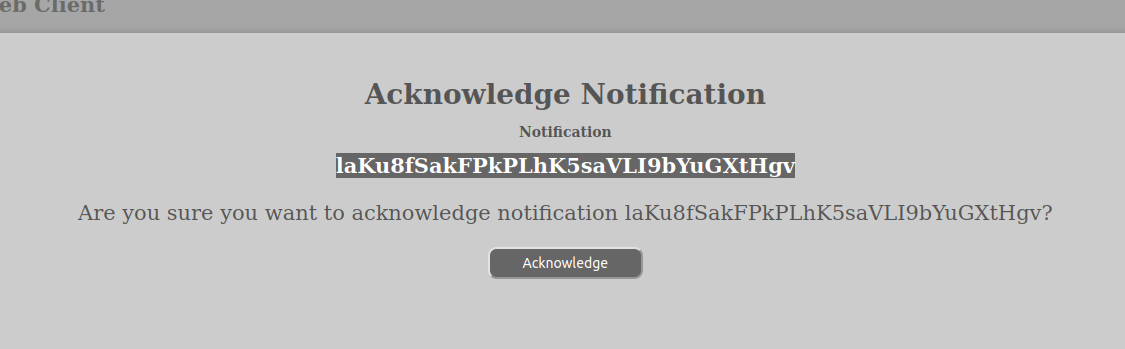 eb Client
Acknowledge Notification
Notification
laKu8fSakFPkPLhK5saVLI9bYuGXtHgv
Are you sure you want to acknowledge notification laKu8fSakFPkPLhK5saVLI9bYuGXtHgv?
Acknowledge